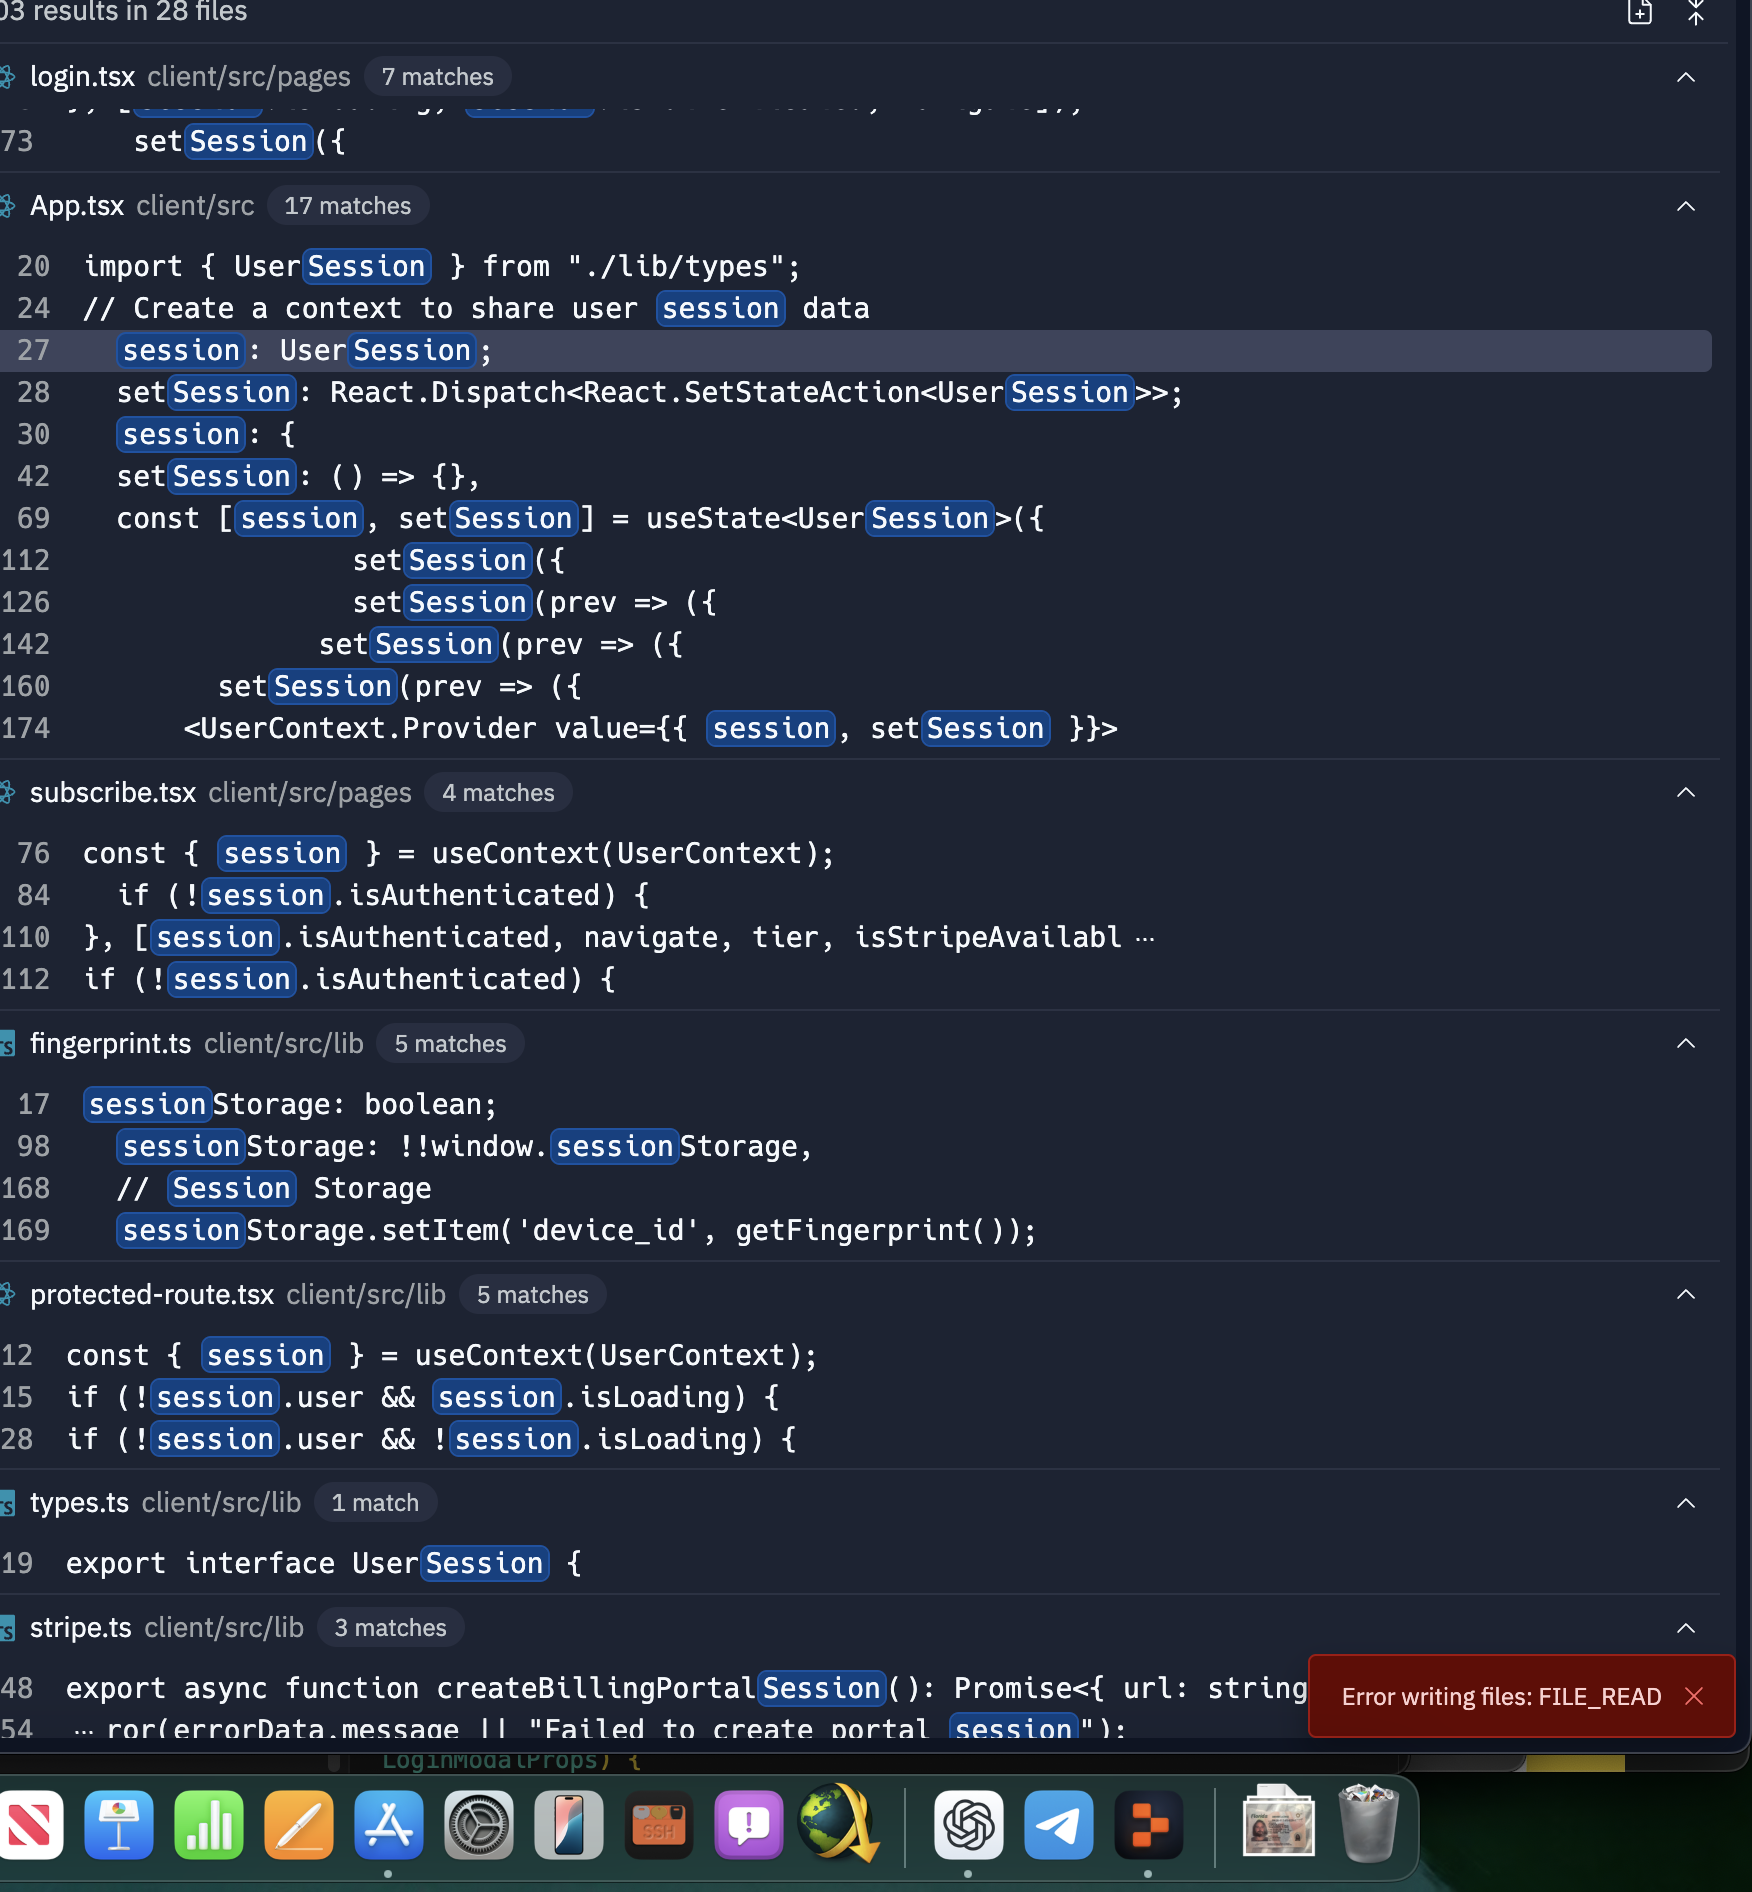 03 results in 28 files
login.tsx client/src/pages 7 matches
73 setSession({
App.tsx client/src 17 matches
20 import { UserSession } from "./lib/types";
24 // Create a context to share user session data
27 session: UserSession;
28 setSession: React.Dispatch<React.SetStateAction<UserSession>>;
30 session: {
42 setSession: () => {},
69 const [session, setSession] = useState<UserSession>({
112 setSession({
126 setSession(prev => ({
142 setSession(prev => ({
160 setSession(prev => ({
174 <UserContext.Provider value={{ session, setSession }}>
subscribe.tsx client/src/pages 4 matches
76 const { session } = useContext(UserContext);
84 if (!session.isAuthenticated) {
110 }, [session.isAuthenticated, navigate, tier, isStripeAvailabl ...
112 if (!session.isAuthenticated) {
TS fingerprint.ts client/src/lib 5 matches
17 sessionStorage: boolean;
98 sessionStorage: !!window.sessionStorage,
168 // Session Storage
169 sessionStorage.setItem('device_id', getFingerprint());
protected-route.tsx client/src/lib 5 matches
12 const { session } = useContext(UserContext);
15 if (!session.user && session.isLoading) {
28 if (!session.user && !session.isLoading) {
TS types.ts client/src/lib 1 match
19 export interface UserSession {
TS stripe.ts client/src/lib 3 matches
48 export async function createBillingPortalSession(): Promise<{ url: string
54 ... ror(errorData.message || "Failed to create portal session");
Error writing files: FILE_READ
LoginModalProps) {
SSH